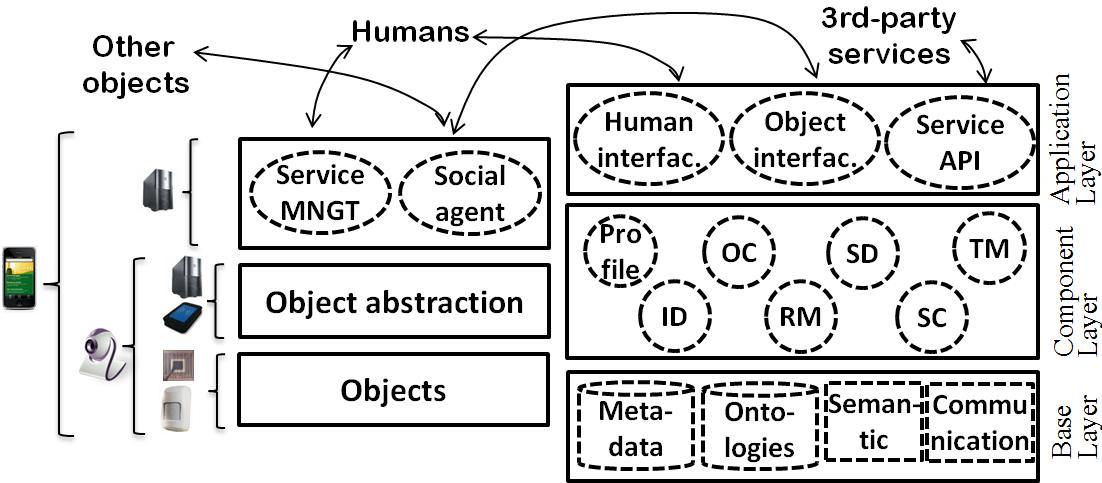 Other
objects
Humans
3rd-party
services
Service
MNGT
Social
agent
Object abstraction
Objects
Human
interfac.
Object
interfac.
Service
API
Application
Layer
Pro
file
OC
SD
TM
ID
RM
SC
Component
Layer
Meta-
data
Onto-
logies
Seman-
tic
Commu
nication
Base
Layer